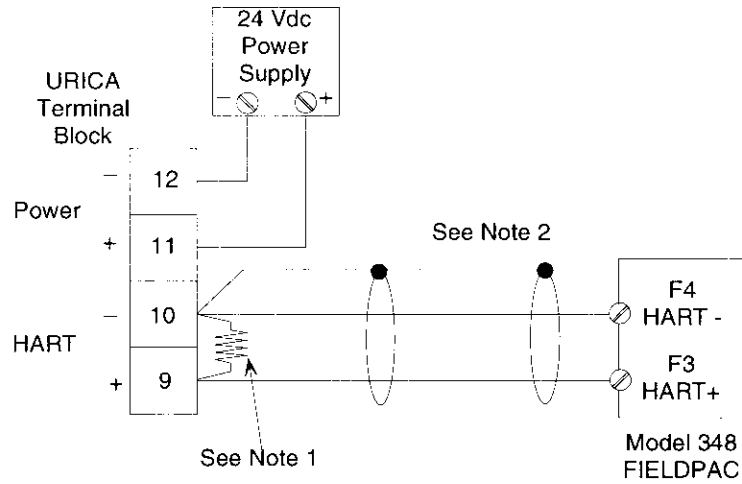 24 Vdc
Power
Supply
− +
URICA
Terminal
Block
− 12
Power
+ 11
See Note 2
− 10
HART
+ 9
F4
HART -
F3
HART+
See Note 1
Model 348
FIELDPAC